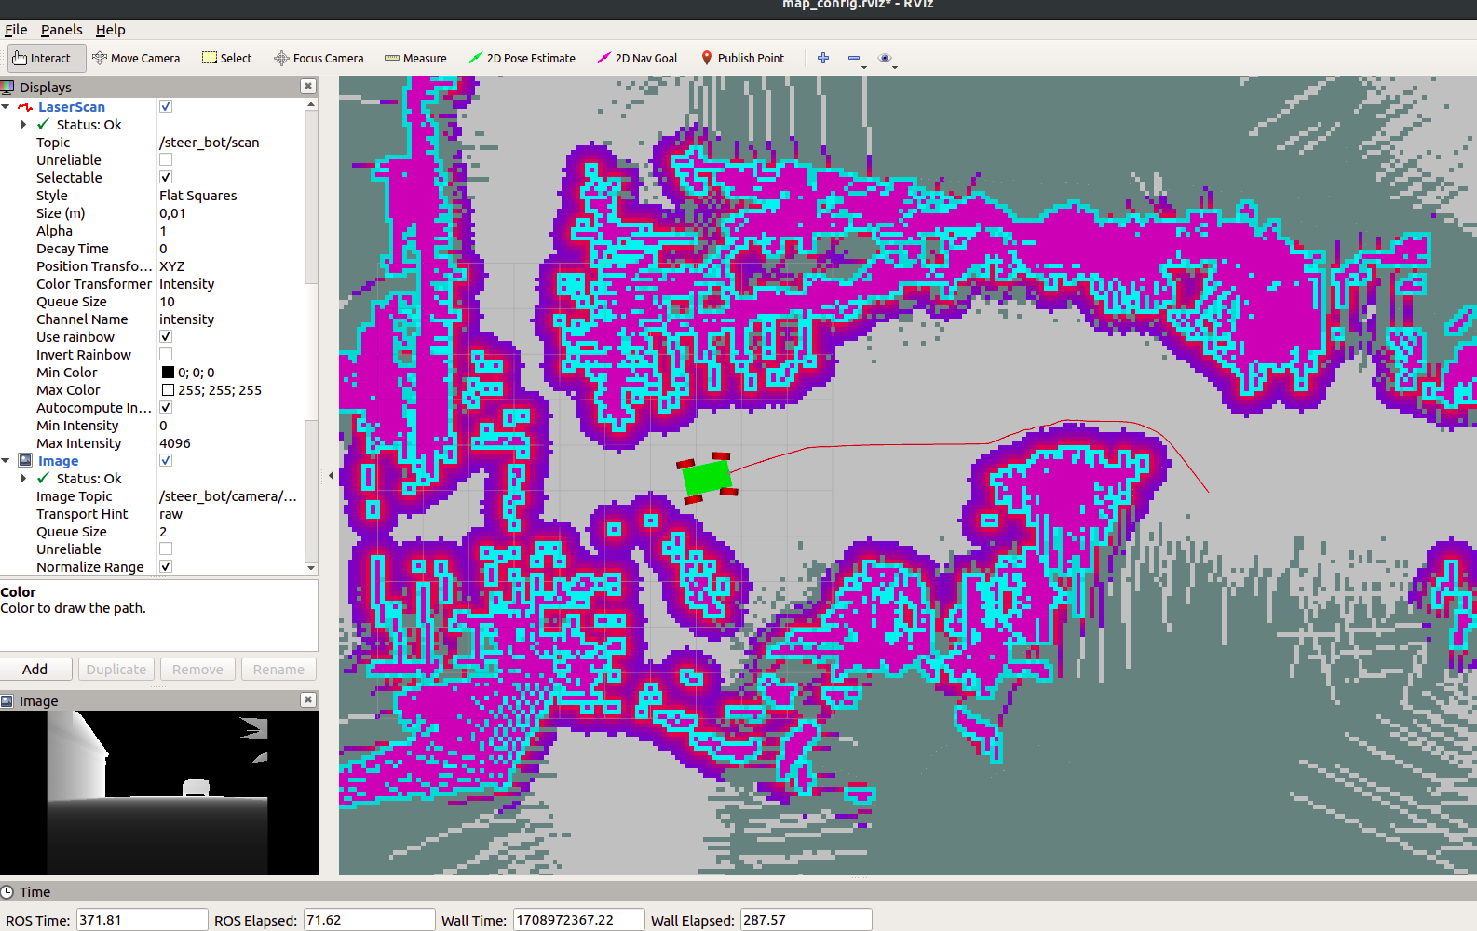 map_config.rviz* - RViz
File Panels Help
Interact Move Camera Select Focus Camera Measure 2D Pose Estimate 2D Nav Goal Publish Point
Displays
LaserScan
Status: Ok
Topic /steer_bot/scan
Unreliable
Selectable
Style Flat Squares
Size (m) 0,01
Alpha 1
Decay Time 0
Position Transfo... XYZ
Color Transformer Intensity
Queue Size 10
Channel Name intensity
Use rainbow
Invert Rainbow
Min Color 0; 0; 0
Max Color 255; 255; 255
Autocompute In...
Min Intensity 0
Max Intensity 4096
Image
Status: Ok
Image Topic /steer_bot/camera/...
Transport Hint raw
Queue Size 2
Unreliable
Normalize Range
Color
Color to draw the path.
Add Duplicate Remove Rename
Image
Time
ROS Time: 371.81 ROS Elapsed: 71.62 Wall Time: 1708972367.22 Wall Elapsed: 287.57